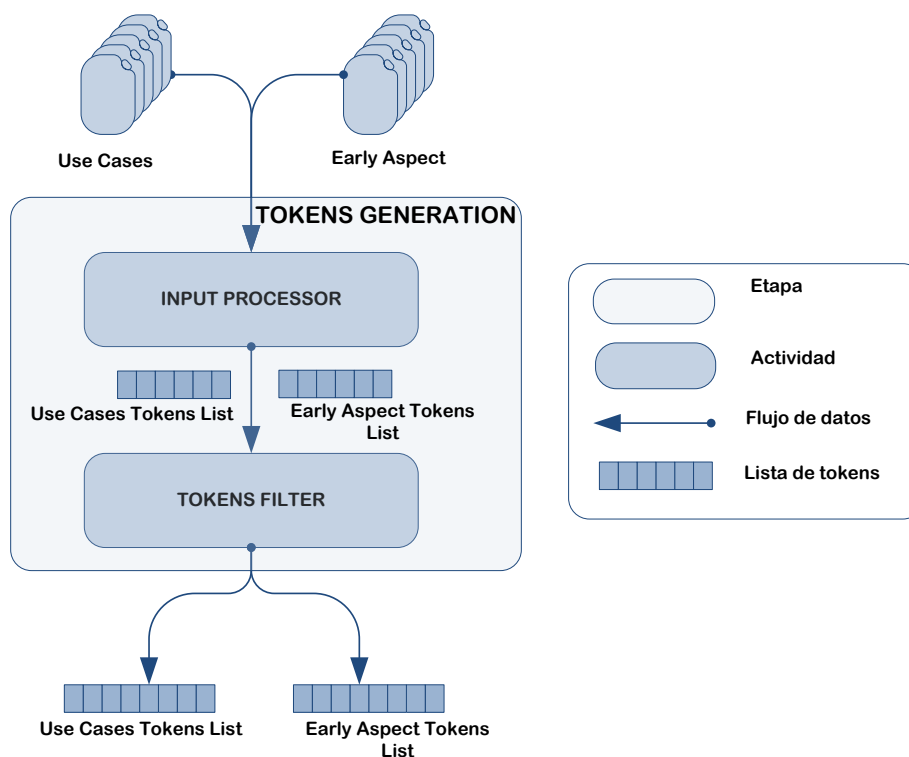 Use Cases
Early Aspect
TOKENS GENERATION
INPUT PROCESSOR
Use Cases Tokens List
Early Aspect Tokens
List
TOKENS FILTER
Use Cases Tokens List
Early Aspect Tokens
List
Etapa
Actividad
Flujo de datos
Lista de tokens